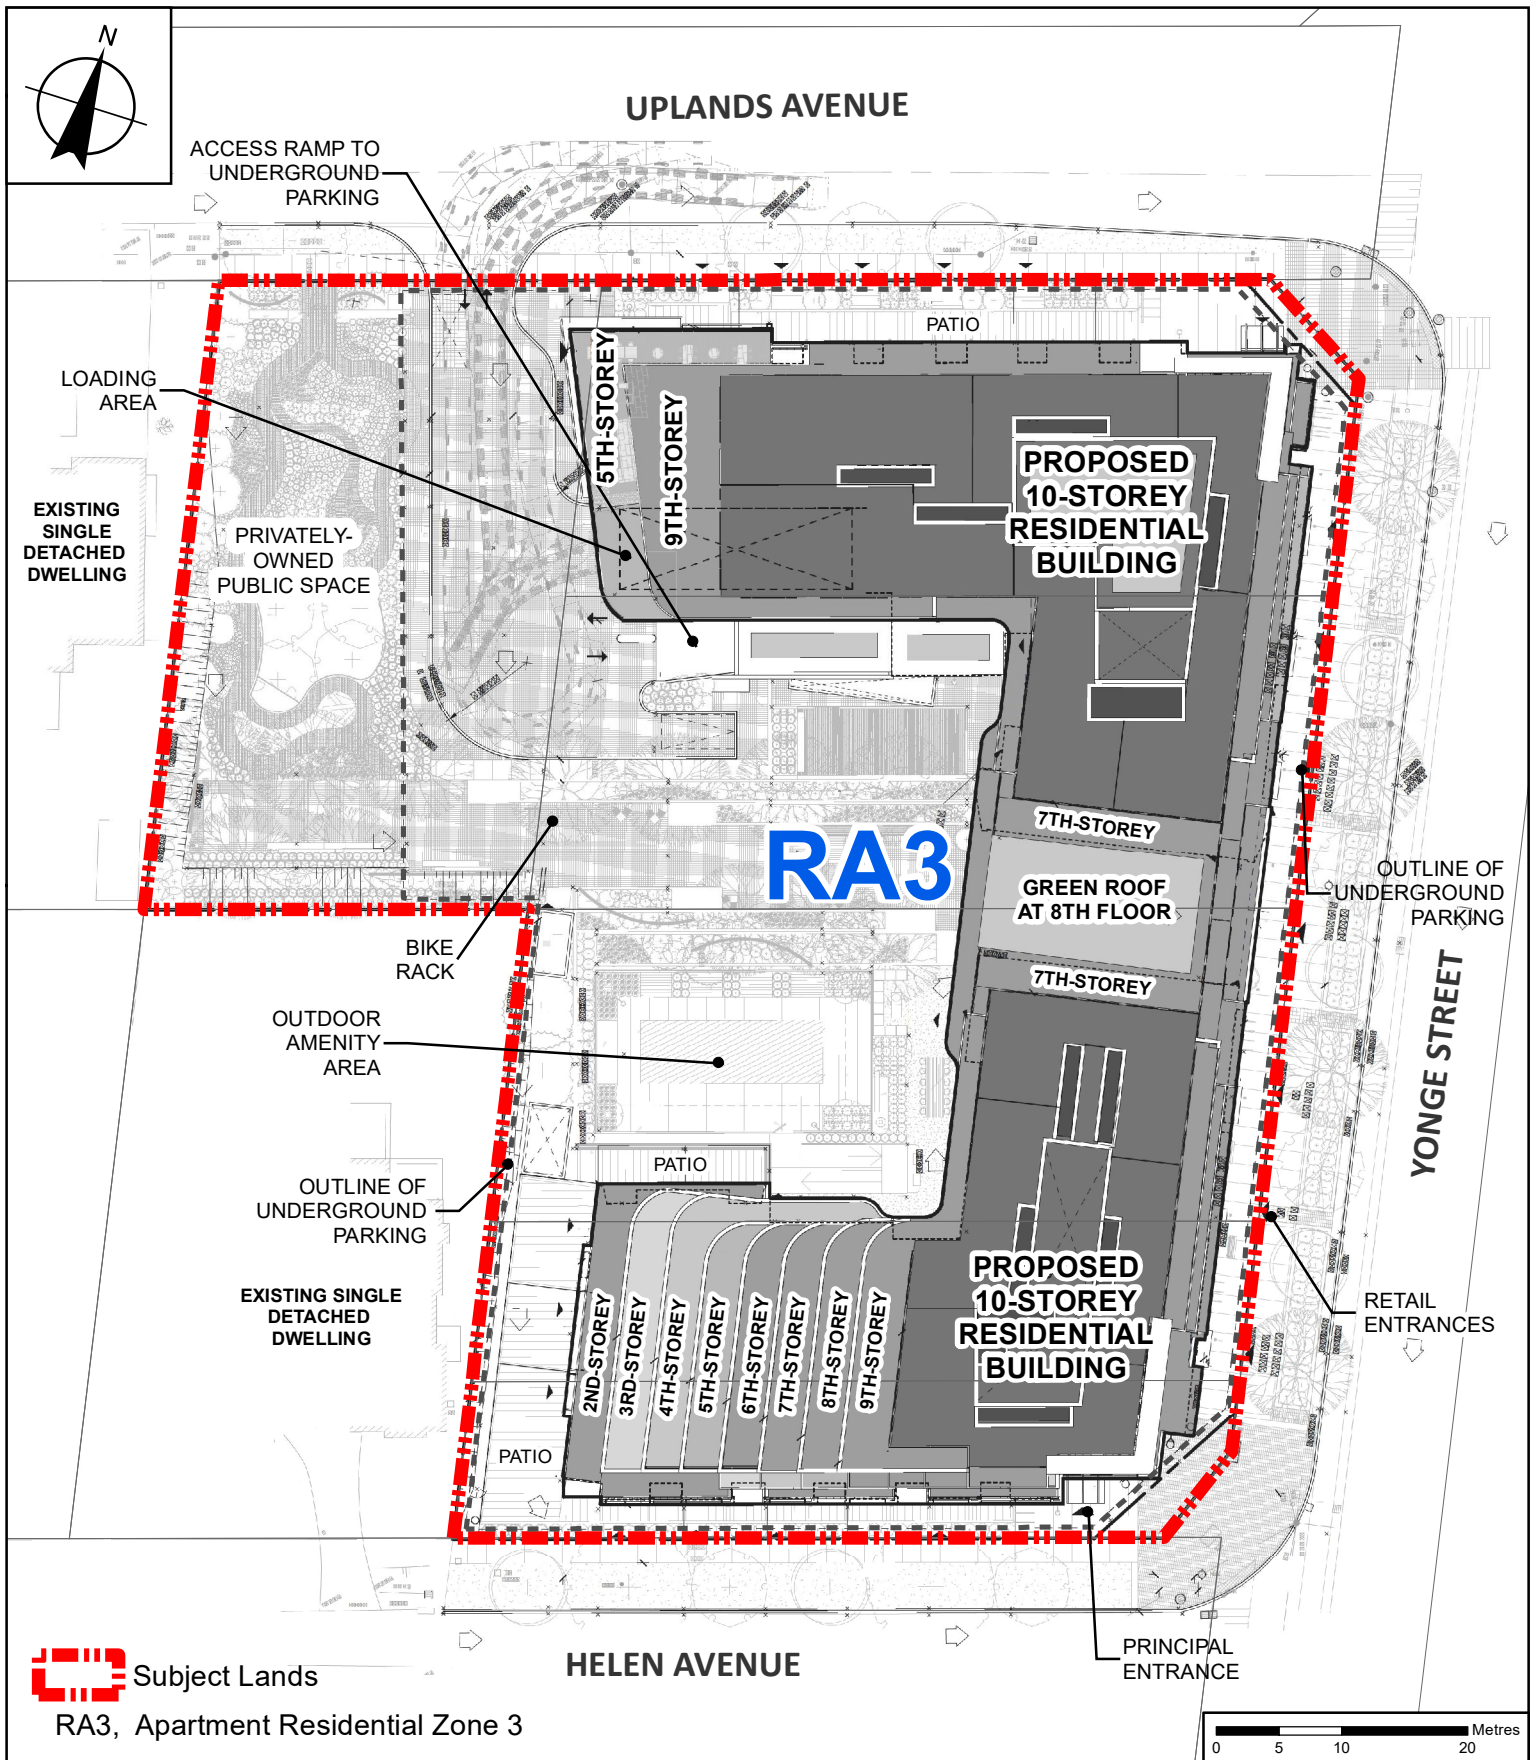 N
UPLANDS AVENUE
ACCESS RAMP TO
UNDERGROUND
PARKING
PATIO
LOADING
AREA
5TH-STOREY
9TH-STOREY
PROPOSED
10-STOREY
RESIDENTIAL
BUILDING
EXISTING
SINGLE
DETACHED
DWELLING
PRIVATELY-
OWNED
PUBLIC SPACE
7TH-STOREY
RA3
GREEN ROOF
AT 8TH FLOOR
OUTLINE OF
UNDERGROUND
PARKING
BIKE
RACK
7TH-STOREY
YONGE STREET
OUTDOOR
AMENITY
AREA
PATIO
OUTLINE OF
UNDERGROUND
PARKING
EXISTING SINGLE
DETACHED
DWELLING
2ND-STOREY
3RD-STOREY
4TH-STOREY
5TH-STOREY
6TH-STOREY
7TH-STOREY
8TH-STOREY
9TH-STOREY
PROPOSED
10-STOREY
RESIDENTIAL
BUILDING
RETAIL
ENTRANCES
PATIO
PRINCIPAL
ENTRANCE
HELEN AVENUE
Subject Lands
RA3, Apartment Residential Zone 3
Metres
0 5 10 20